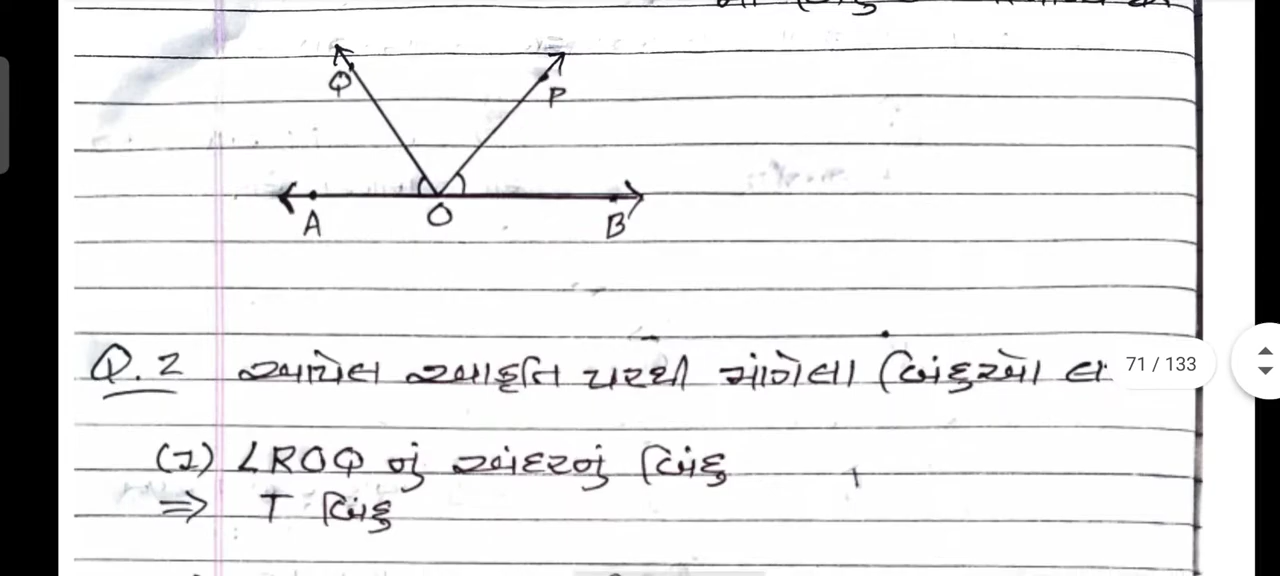 Q
P
A
O
B
Q.2 આપેલ આકૃતિ પરથી માંગેલા બિંદુઓ લ
71 / 133
(1) ∠ROQ નું અંદરનું બિંદુ
⇒ T બિંદુ